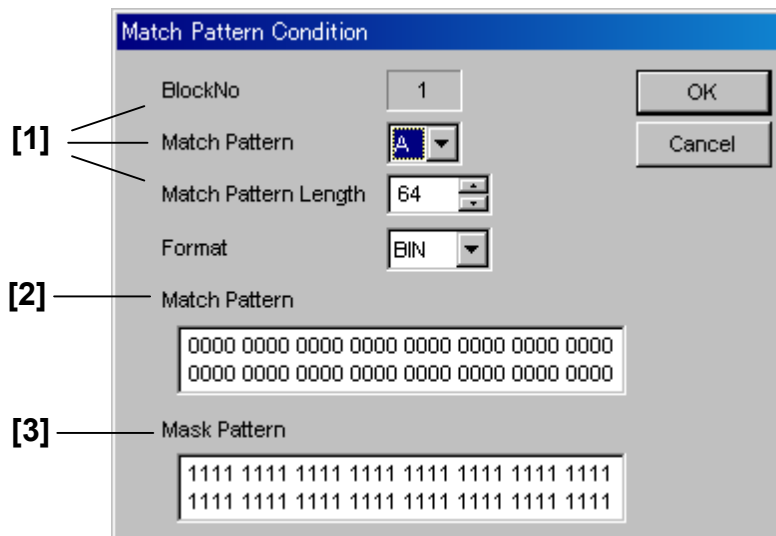 Match Pattern Condition
BlockNo 1 OK
[1] Match Pattern A Cancel
Match Pattern Length 64
Format BIN
[2] Match Pattern
0000 0000 0000 0000 0000 0000 0000 0000
0000 0000 0000 0000 0000 0000 0000 0000
[3] Mask Pattern
1111 1111 1111 1111 1111 1111 1111 1111
1111 1111 1111 1111 1111 1111 1111 1111